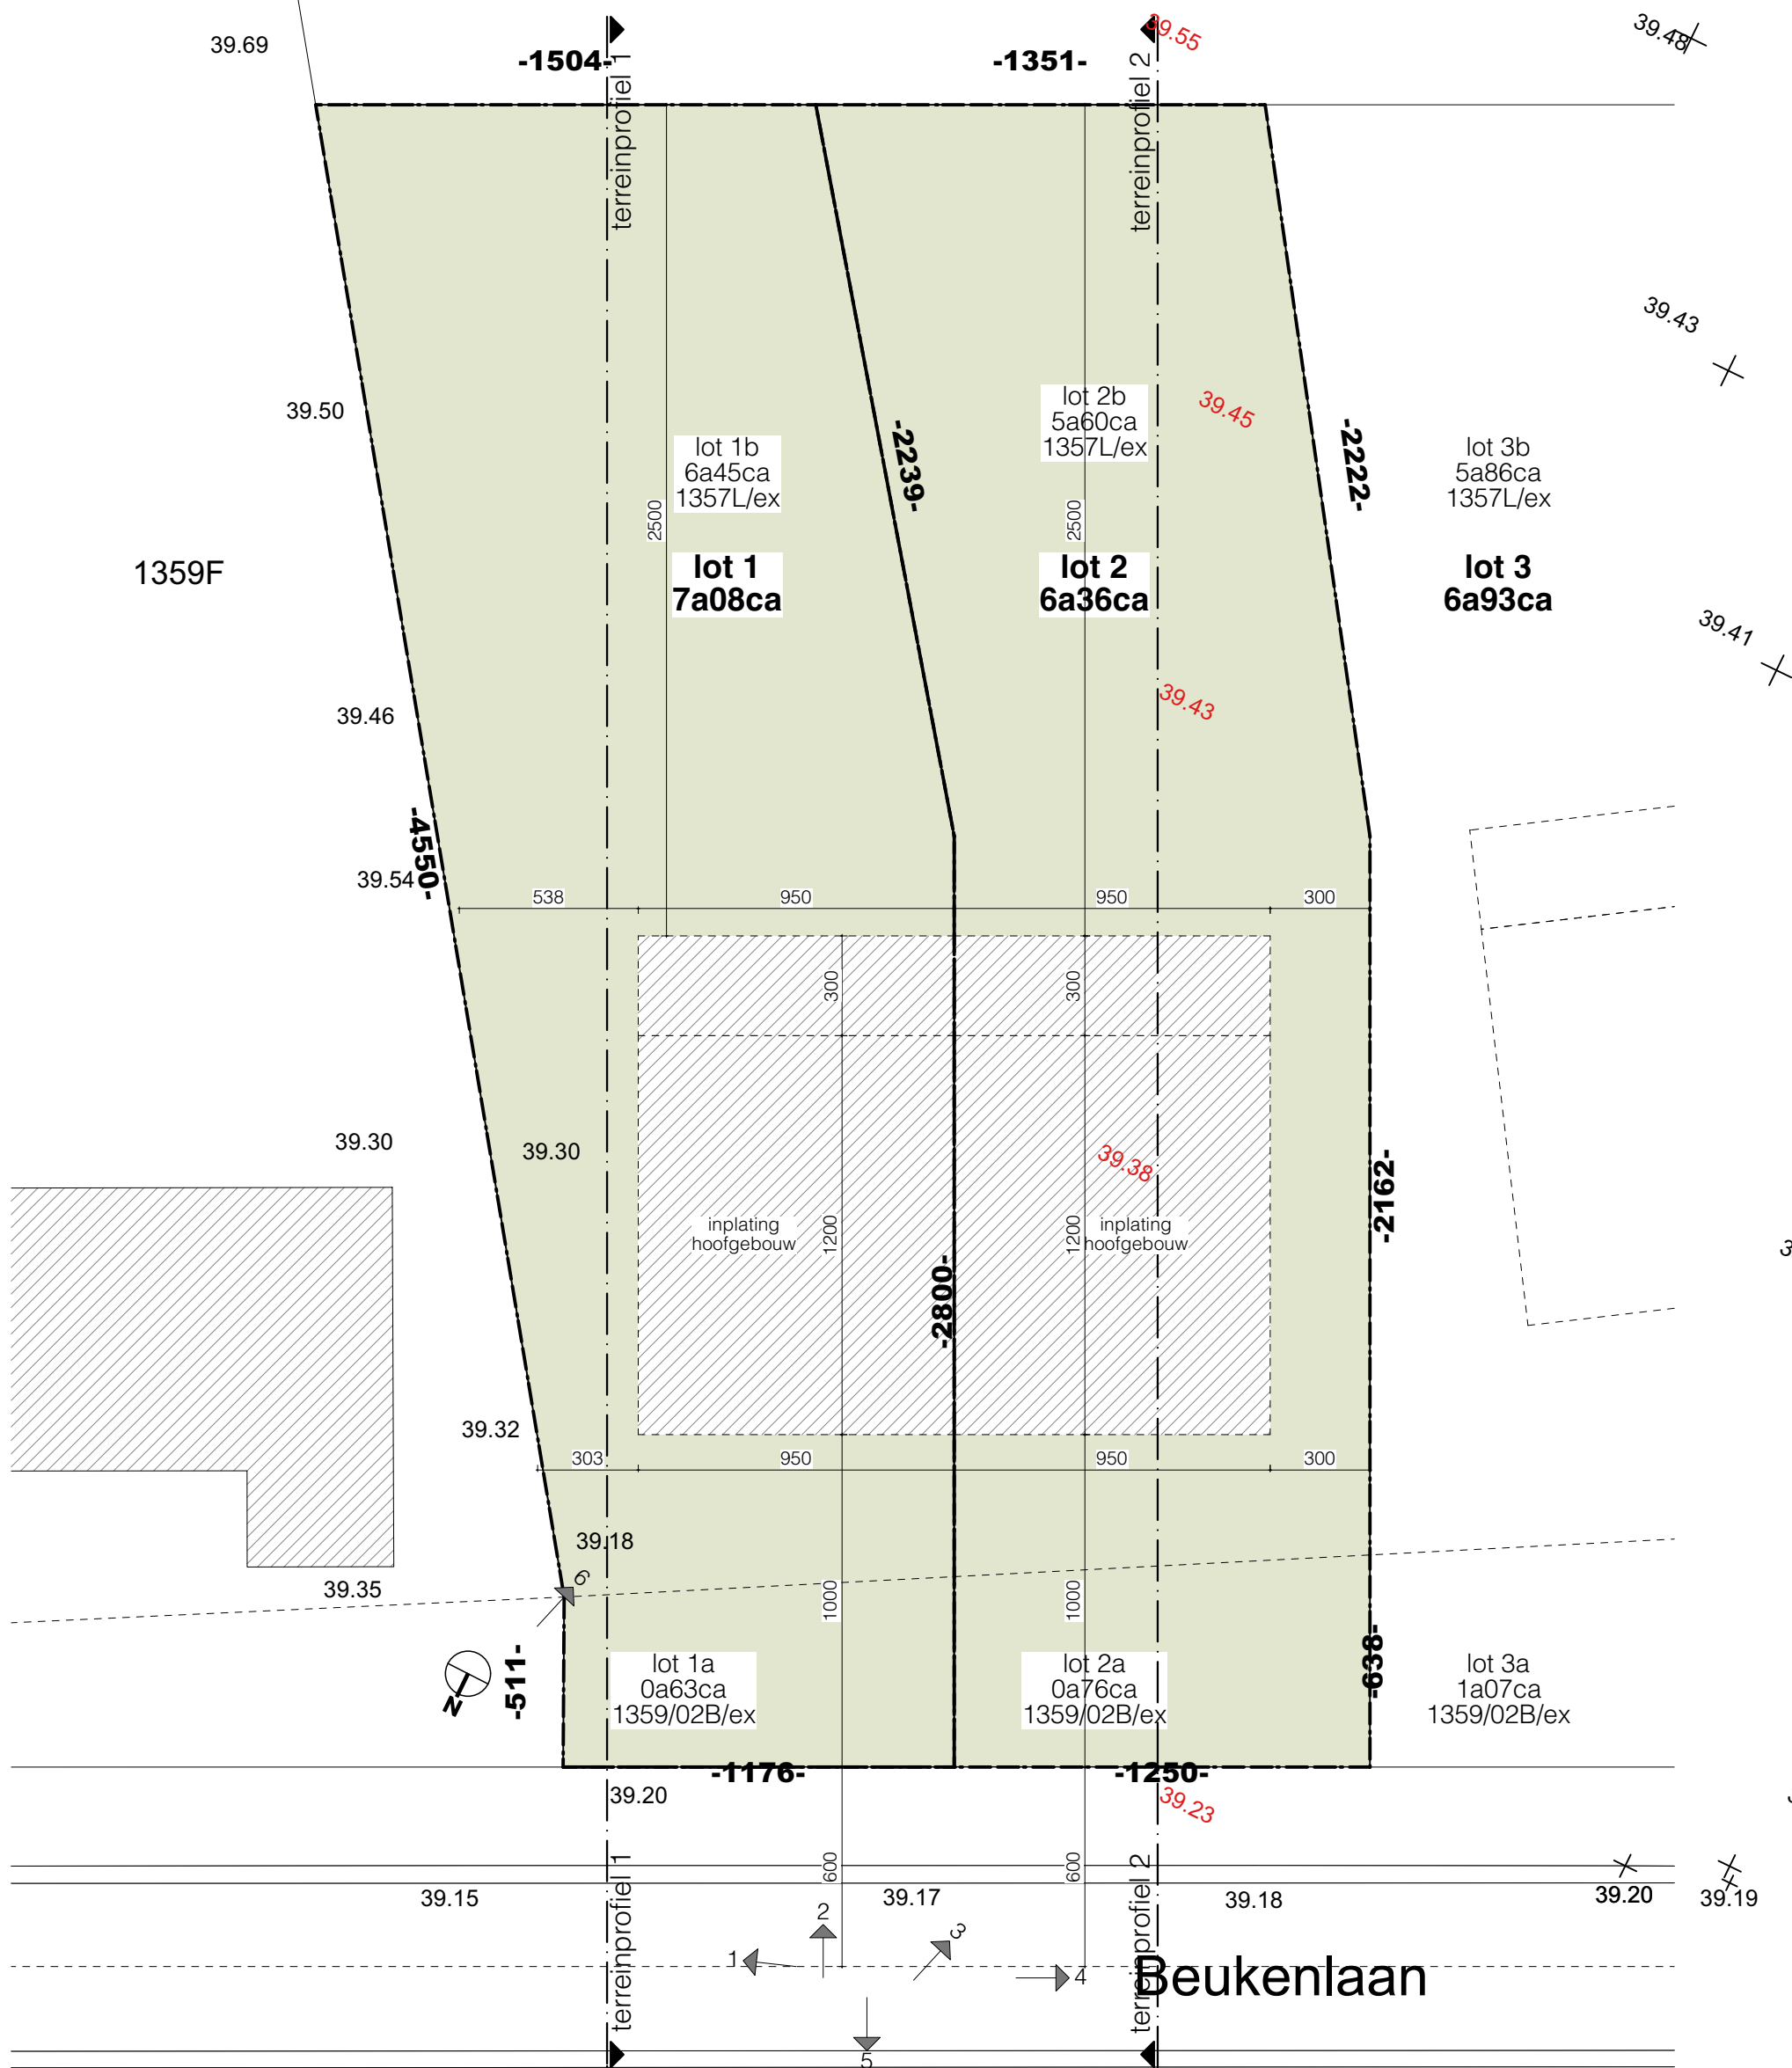 39.69
-1504-
-1351-
39.55
39.48
terreinprofiel 1
terreinprofiel 2
39.43
39.50
lot 2b
5a60ca
1357L/ex
39.45
-2239-
-2222-
lot 1b
6a45ca
1357L/ex
lot 3b
5a86ca
1357L/ex
2500
2500
1359F
lot 1
7a08ca
lot 2
6a36ca
lot 3
6a93ca
39.41
39.46
39.43
-4550-
39.54
538
950
950
300
300
300
39.30
39.30
39.38
-2162-
inplating
hoofgebouw
1200
1200
inplating
hoofgebouw
-2800-
39.32
303
950
950
300
39.18
6
39.35
1000
1000
N
-511-
lot 1a
0a63ca
1359/02B/ex
lot 2a
0a76ca
1359/02B/ex
-638-
lot 3a
1a07ca
1359/02B/ex
-1176-
-1250-
39.20
39.23
600
600
39.15
39.17
39.18
39.20
39.19
terreinprofiel 1
terreinprofiel 2
1
2
3
4
5
Beukenlaan